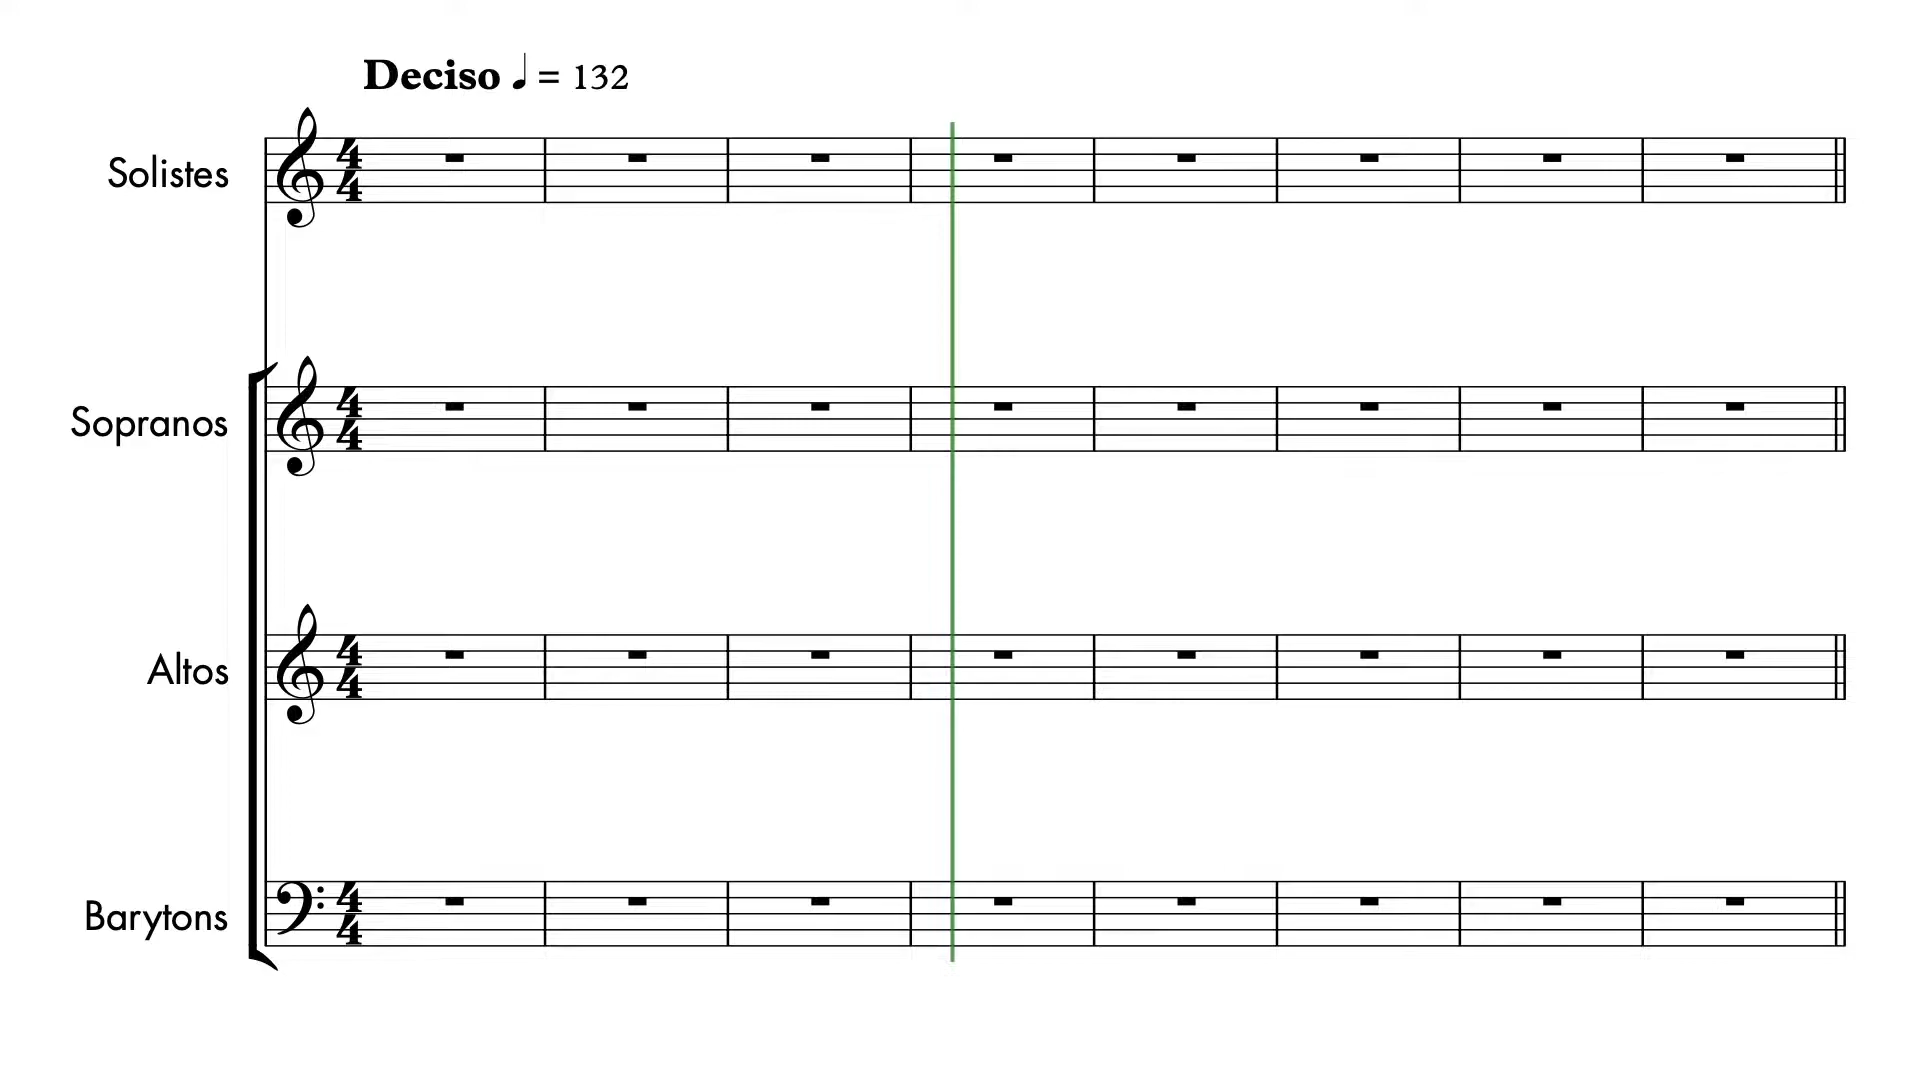 Deciso ♩ = 132
Solistes
Sopranos
Altos
Barytons